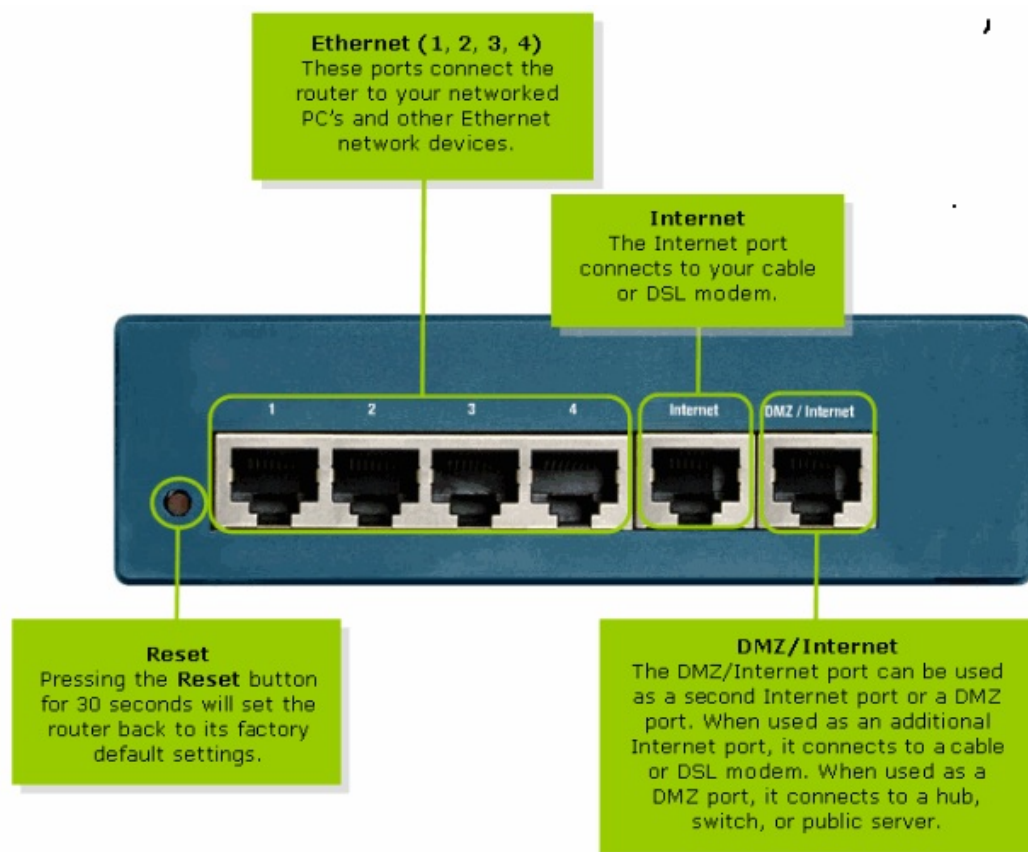 Ethernet (1, 2, 3, 4)
These ports connect the
router to your networked
PC's and other Ethernet
network devices.
Internet
The Internet port
connects to your cable
or DSL modem.
1 2 3 4 Internet DMZ / Internet
Reset
Pressing the Reset button
for 30 seconds will set the
router back to its factory
default settings.
DMZ/Internet
The DMZ/Internet port can be used
as a second Internet port or a DMZ
port. When used as an additional
Internet port, it connects to a cable
or DSL modem. When used as a
DMZ port, it connects to a hub,
switch, or public server.